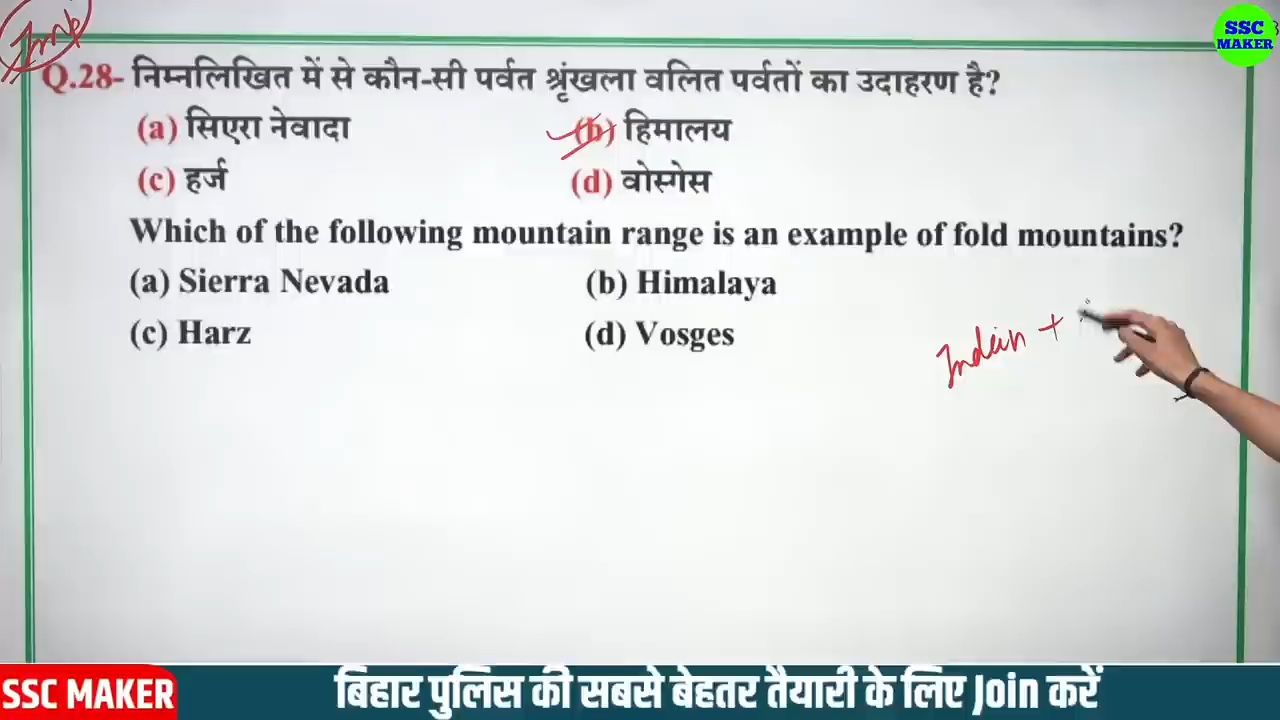 Imp
SSC
MAKER
Q.28- निम्नलिखित में से कौन-सी पर्वत श्रृंखला वलित पर्वतों का उदाहरण है?
(a) सिएरा नेवादा (b) हिमालय
(c) हर्ज (d) वोस्गेस
Which of the following mountain range is an example of fold mountains?
(a) Sierra Nevada (b) Himalaya
(c) Harz (d) Vosges
Indain +
SSC MAKER बिहार पुलिस की सबसे बेहतर तैयारी के लिए Join करें